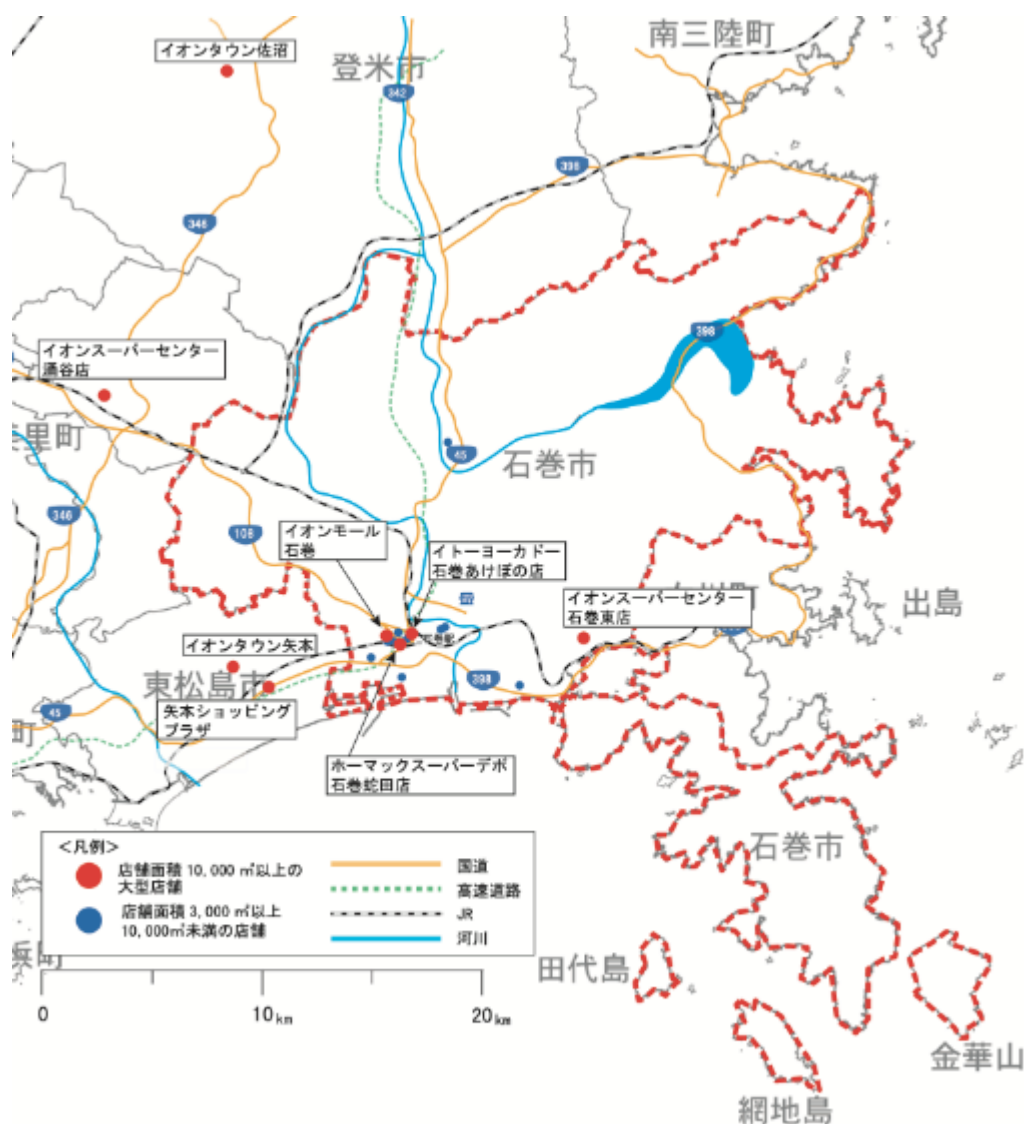 イオンタウン佐沼
登米市
南三陸町
342
398
346
398
イオンスーパーセンター
涌谷店
里町
45
石巻市
346
108
イオンモール
石巻
イトーヨーカドー
石巻あけぼの店
イオンスーパーセンター
石巻東店
出島
イオンタウン矢本
東松島市
398
45
町
矢本ショッピング
プラザ
ホーマックスーパーデポ
石巻蛇田店
<凡例>
店舗面積 10,000 ㎡以上の
大型店舗
店舗面積 3,000 ㎡以上
10,000㎡未満の店舗
国道
高速道路
JR
河川
石巻市
浜町
田代島
0
10km
20km
金華山
網地島